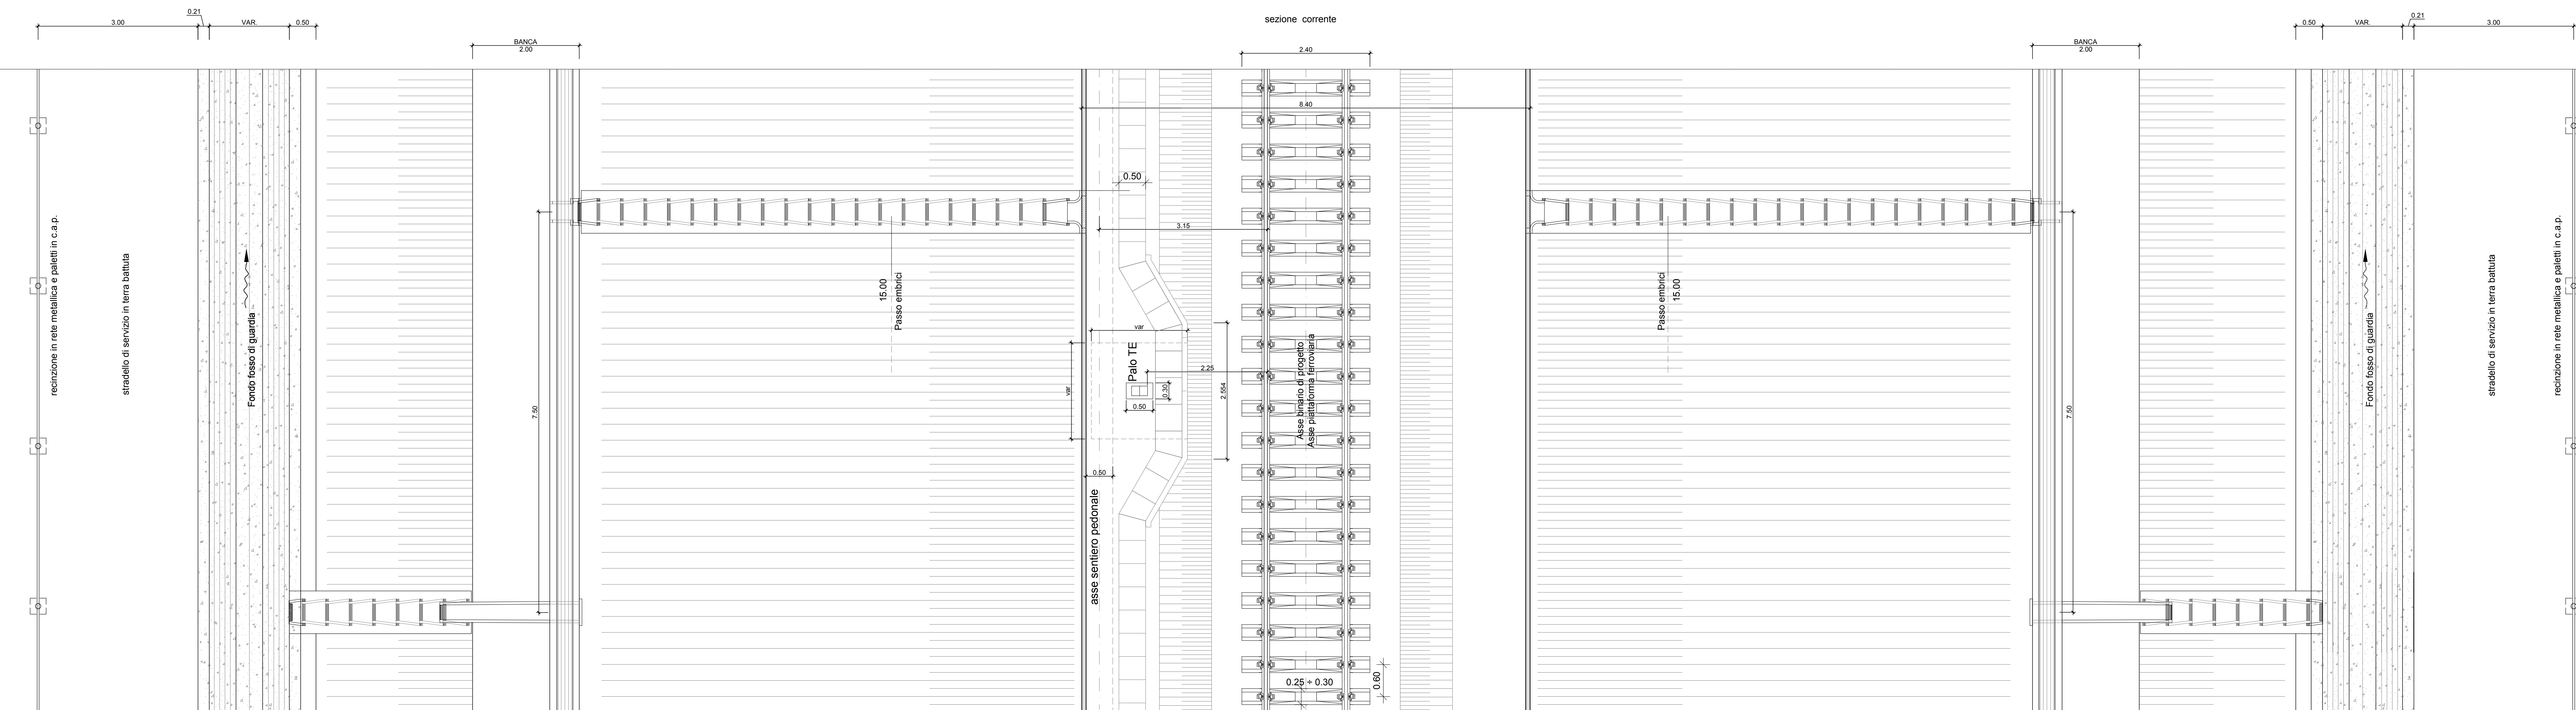 sezione corrente
3.00
0.21
VAR.
0.50
BANCA
2.00
2.40
BANCA
2.00
0.50
VAR.
0.21
3.00
8.40
0.50
3.15
recinzione in rete metallica e paletti in c.a.p.
stradello di servizio in terra battuta
Fondo fosso di guardia
7.50
15.00
Passo embrici
var
var
Palo TE
0.50
0.30
2.25
2.554
0.50
asse sentiero pedonale
Asse binario di progetto
Asse piattaforma ferroviaria
0.25 ÷ 0.30
0.60
Passo embrici
15.00
7.50
Fondo fosso di guardia
stradello di servizio in terra battuta
recinzione in rete metallica e paletti in c.a.p.